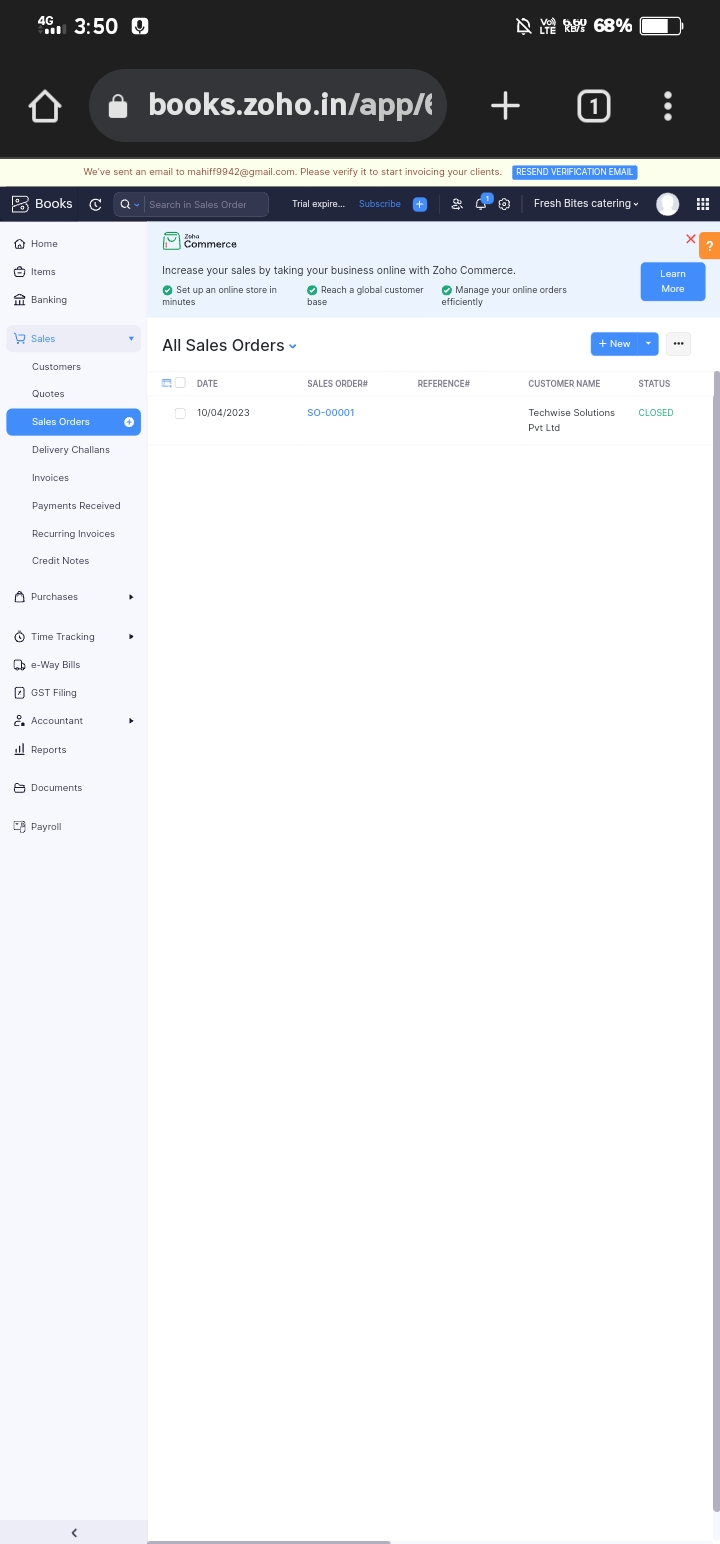 4G 3:50 Vo) LTE 6.60 KB/s 68%
books.zoho.in/app/6
1
We've sent an email to mahiff9942@gmail.com. Please verify it to start invoicing your clients. RESEND VERIFICATION EMAIL
Books Search in Sales Order Trial expire... Subscribe 1 Fresh Bites catering
Home
Items
Banking
Sales
Customers
Quotes
Sales Orders
Delivery Challans
Invoices
Payments Received
Recurring Invoices
Credit Notes
Purchases
Time Tracking
e-Way Bills
GST Filing
Accountant
Reports
Documents
Payroll
Zoho
Commerce
?
Increase your sales by taking your business online with Zoho Commerce.
Set up an online store in
minutes
Reach a global customer
base
Manage your online orders
efficiently
Learn
More
All Sales Orders
+ New
DATE SALES ORDER# REFERENCE# CUSTOMER NAME STATUS
10/04/2023 SO-00001 Techwise Solutions CLOSED
Pvt Ltd